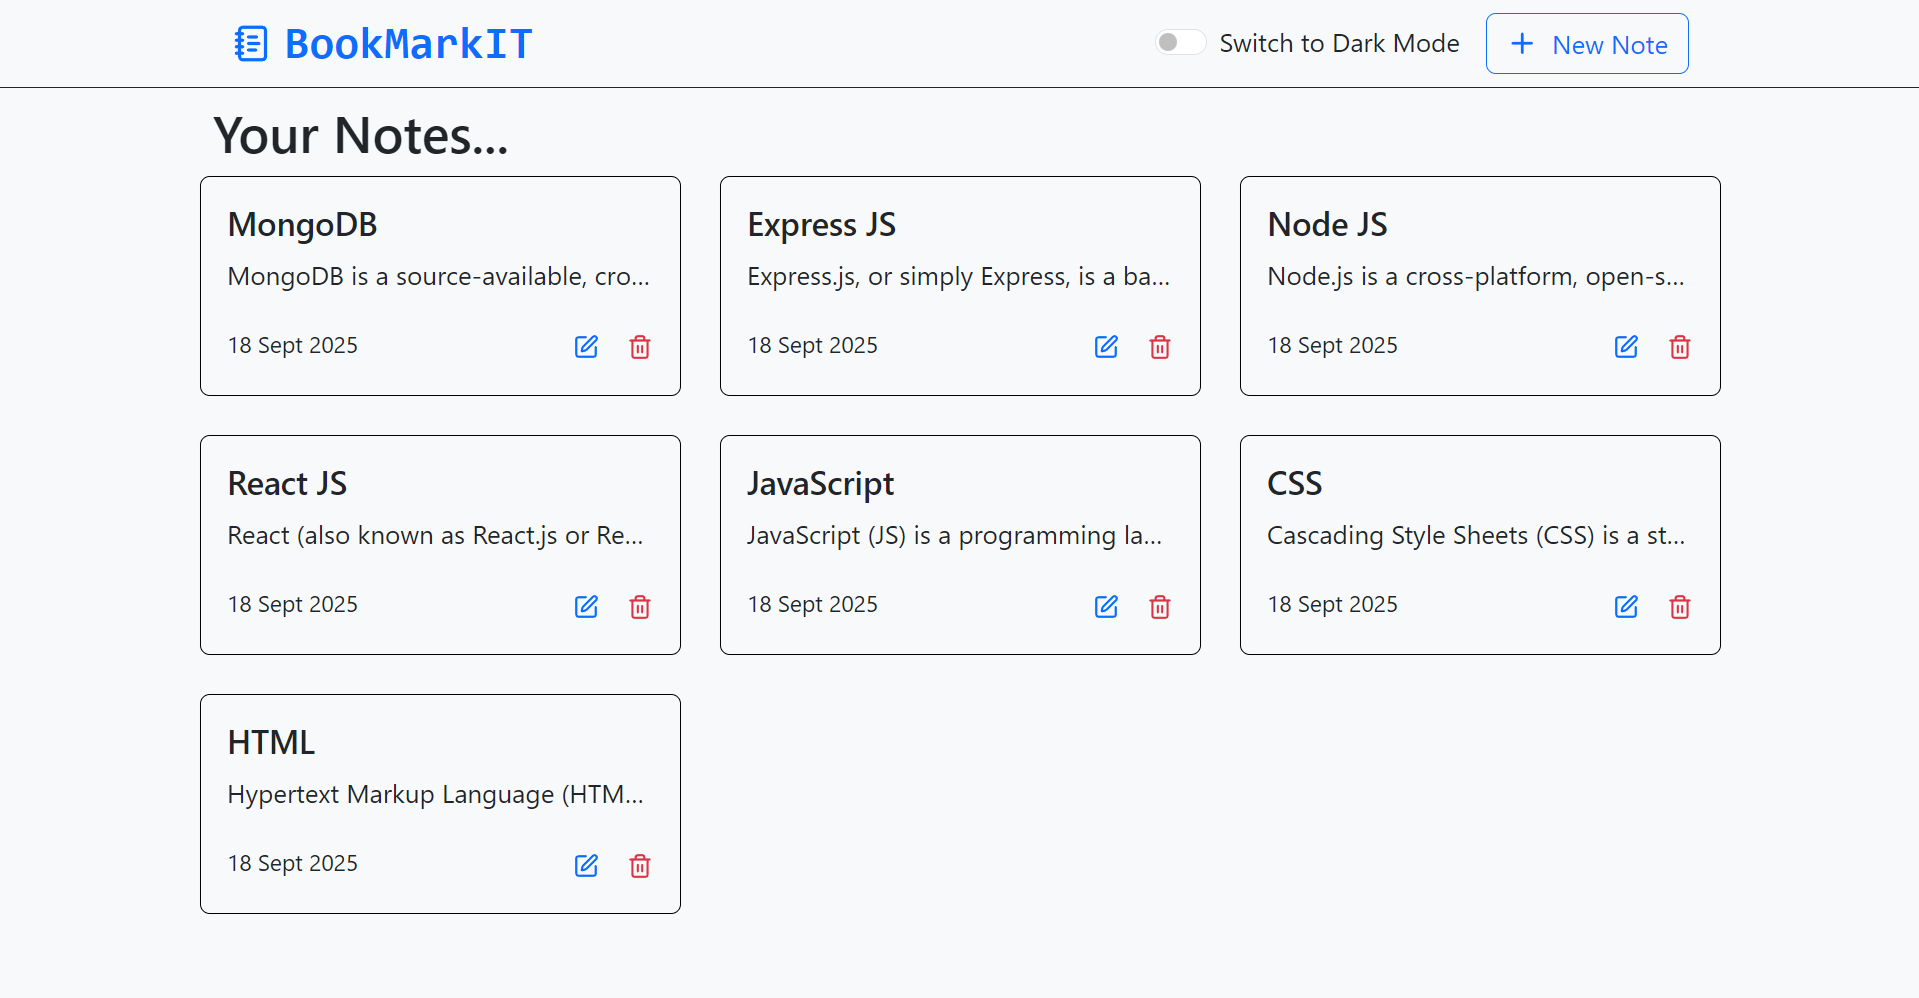 BookMarkIT
Switch to Dark Mode
New Note
Your Notes...
MongoDB
MongoDB is a source-available, cro...
18 Sept 2025
Express JS
Express.js, or simply Express, is a ba...
18 Sept 2025
Node JS
Node.js is a cross-platform, open-s...
18 Sept 2025
React JS
React (also known as React.js or Re...
18 Sept 2025
JavaScript
JavaScript (JS) is a programming la...
18 Sept 2025
CSS
Cascading Style Sheets (CSS) is a st...
18 Sept 2025
HTML
Hypertext Markup Language (HTM...
18 Sept 2025